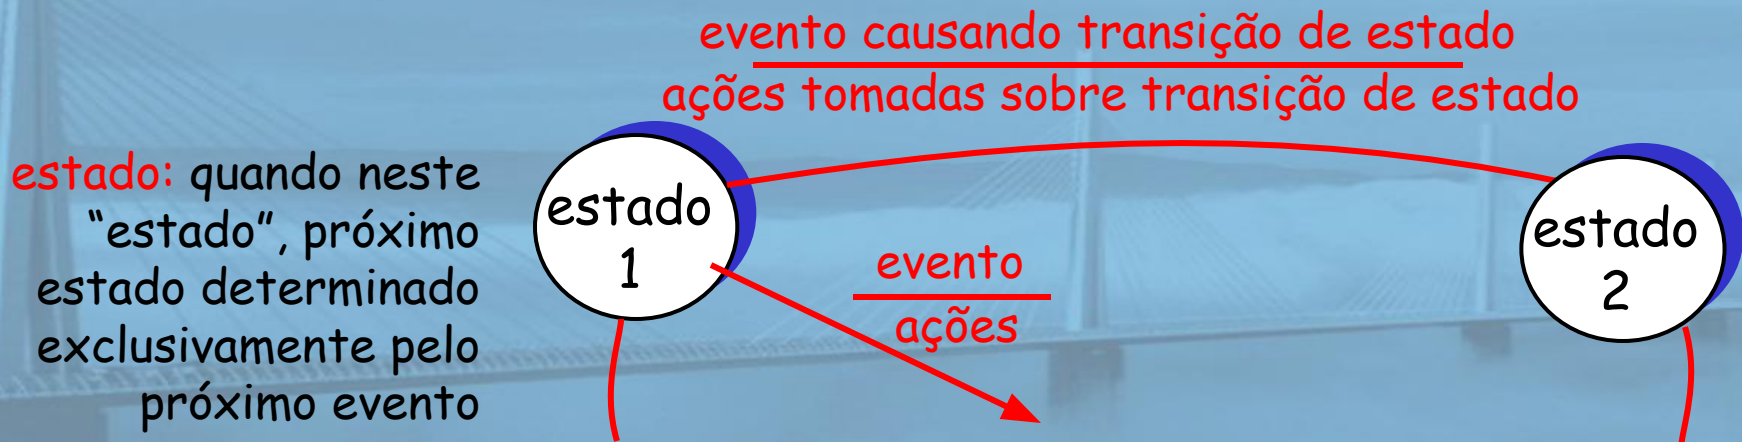 evento causando transição de estado
ações tomadas sobre transição de estado
estado: quando neste
“estado”, próximo
estado determinado
exclusivamente pelo
próximo evento
estado
1
evento
ações
estado
2